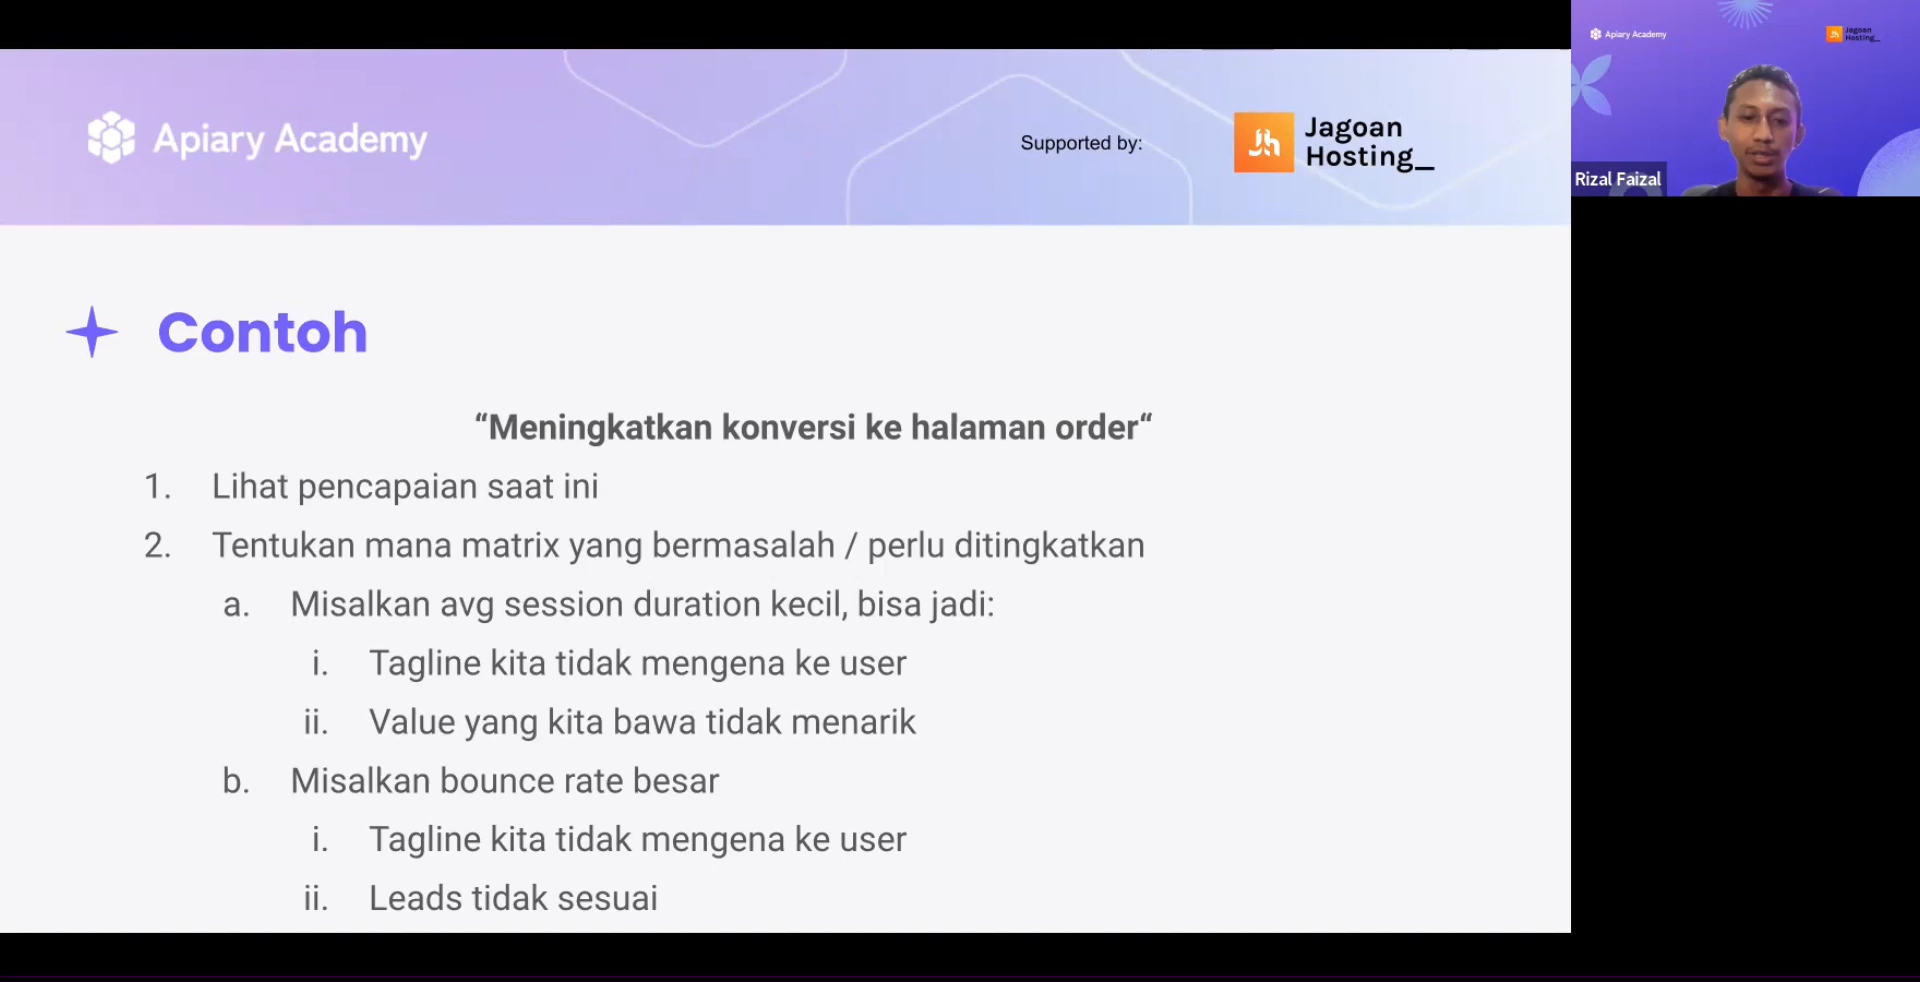 Apiary Academy
Supported by:
Jh Jagoan
Hosting_
Apiary Academy
Jh Jagoan
Hosting_
Rizal Faizal
Contoh
“Meningkatkan konversi ke halaman order“
1. Lihat pencapaian saat ini
2. Tentukan mana matrix yang bermasalah / perlu ditingkatkan
a. Misalkan avg session duration kecil, bisa jadi:
i. Tagline kita tidak mengena ke user
ii. Value yang kita bawa tidak menarik
b. Misalkan bounce rate besar
i. Tagline kita tidak mengena ke user
ii. Leads tidak sesuai